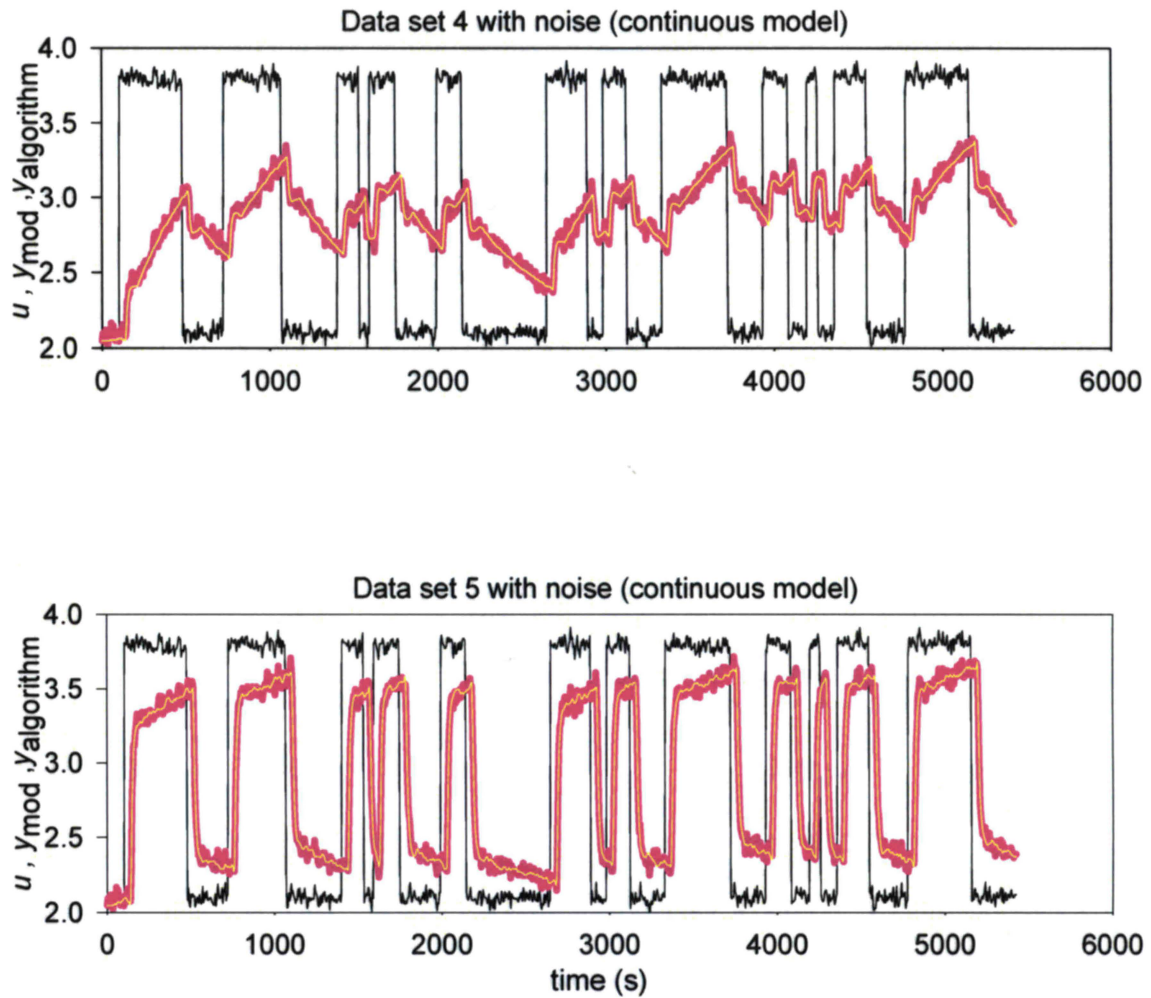 Data set 4 with noise (continuous model)
u , ymod ,yalgorithm
4.0
3.5
3.0
2.5
2.0
0 1000 2000 3000 4000 5000 6000
Data set 5 with noise (continuous model)
u , ymod ,yalgorithm
4.0
3.5
3.0
2.5
2.0
0 1000 2000 3000 4000 5000 6000
time (s)